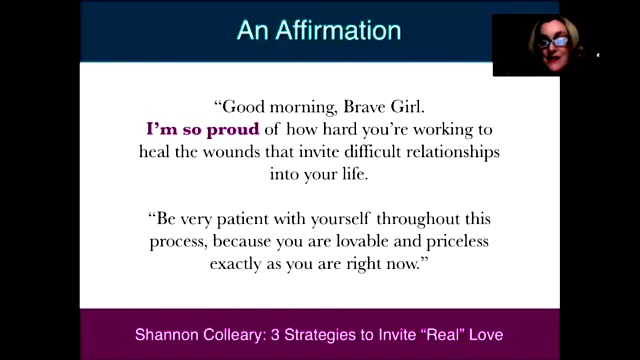 An Affirmation
“Good morning, Brave Girl.
I’m so proud of how hard you’re working to
heal the wounds that invite difficult relationships
into your life.
“Be very patient with yourself throughout this
process, because you are lovable and priceless
exactly as you are right now.”
Shannon Colleary: 3 Strategies to Invite “Real” Love